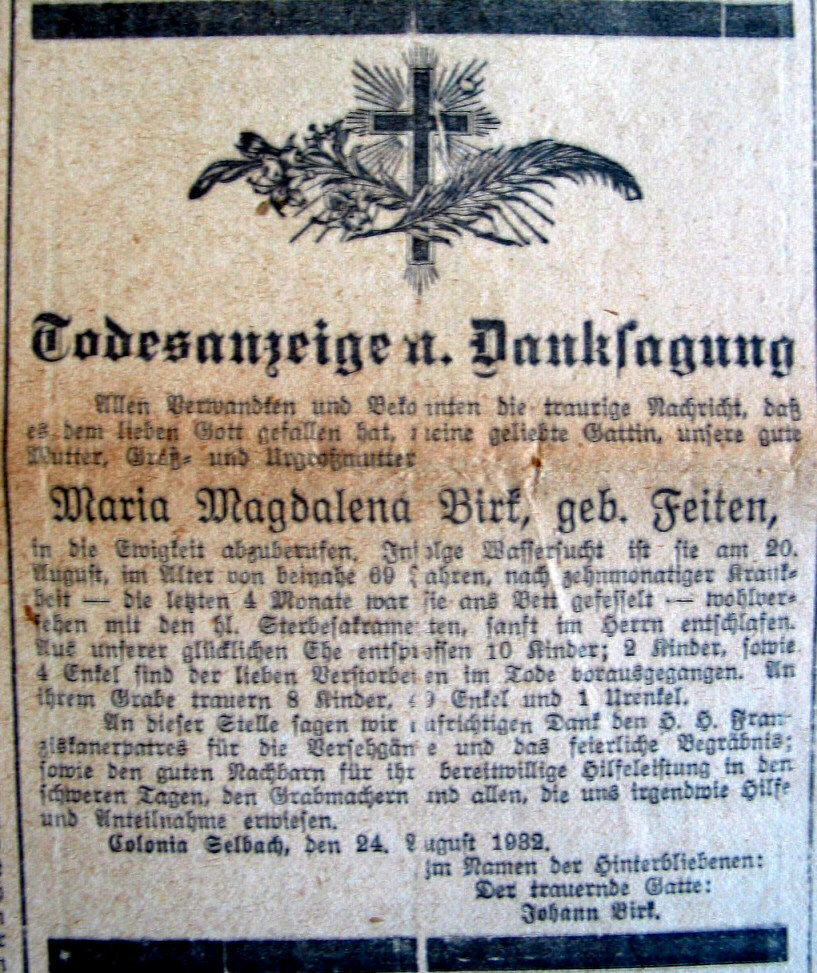 Todesanzeige u. Danksagung
Allen Verwandten und Bekannten die traurige Nachricht, daß
es dem lieben Gott gefallen hat, meine geliebte Gattin, unsere gute
Mutter, Groß- und Urgroßmutter
Maria Magdalena Birk, geb. Feiten,
in die Ewigkeit abzuberufen. Infolge Wassersucht ist sie am 20.
August, im Alter von beinahe 69 Jahren, nach zehnmonatiger Krank-
heit — die letzten 4 Monate war sie ans Bett gefesselt — wohlver-
sehen mit den hl. Sterbesakramenten, sanft im Herrn entschlafen.
Aus unserer glücklichen Ehe entsprossen 10 Kinder; 2 Kinder, sowie
4 Enkel sind der lieben Verstorbenen im Tode vorausgegangen. An
ihrem Grabe trauern 8 Kinder, 49 Enkel und 1 Urenkel.
An dieser Stelle sagen wir aufrichtigen Dank den H. H. Fran-
ziskanerpatres für die Versehgänge und das feierliche Begräbnis;
sowie den guten Nachbarn für ihre bereitwillige Hilfeleistung in den
schweren Tagen, den Grabmachern und allen, die uns irgendwie Hilfe
und Anteilnahme erwiesen.
Colonia Selbach, den 24. August 1932.
Im Namen der Hinterbliebenen:
Der trauernde Gatte:
Johann Birk.